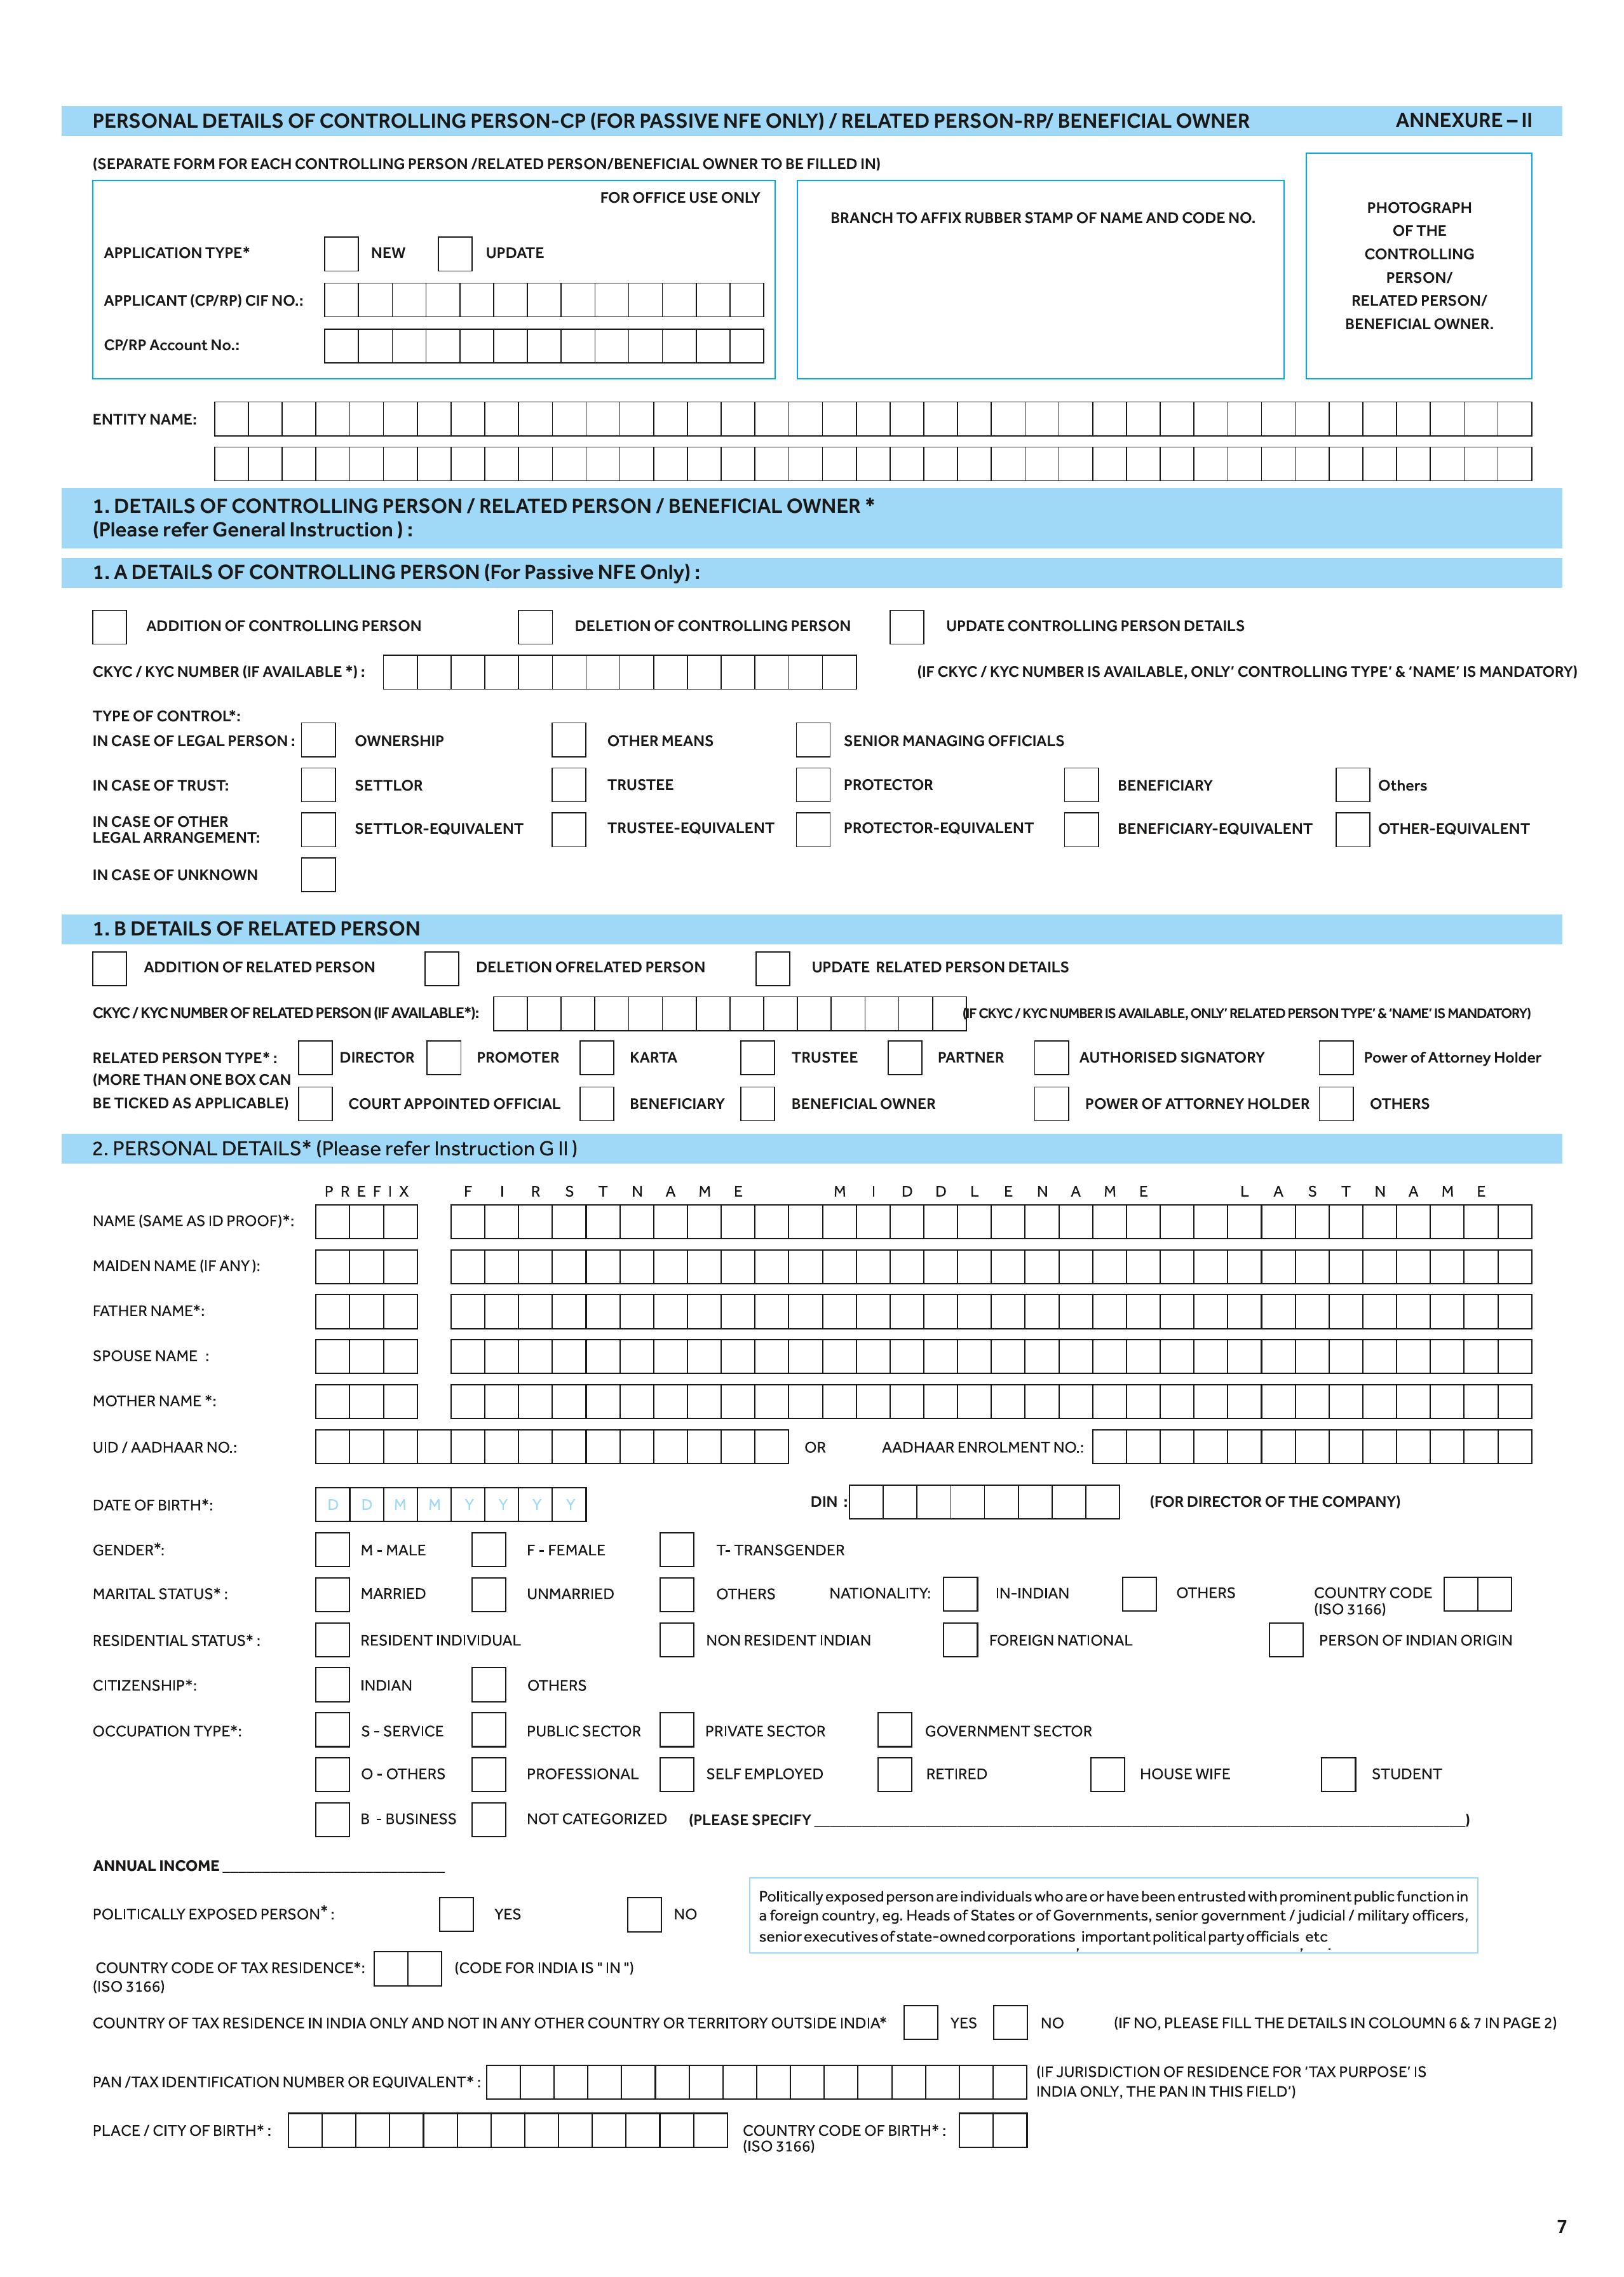 PERSONAL DETAILS OF CONTROLLING PERSON-CP (FOR PASSIVE NFE ONLY) / RELATED PERSON-RP/ BENEFICIAL OWNER ANNEXURE – II
(SEPARATE FORM FOR EACH CONTROLLING PERSON /RELATED PERSON/BENEFICIAL OWNER TO BE FILLED IN)
FOR OFFICE USE ONLY
APPLICATION TYPE* NEW UPDATE
APPLICANT (CP/RP) CIF NO.:
CP/RP Account No.:
BRANCH TO AFFIX RUBBER STAMP OF NAME AND CODE NO.
PHOTOGRAPH
OF THE
CONTROLLING
PERSON/
RELATED PERSON/
BENEFICIAL OWNER.
ENTITY NAME:
1. DETAILS OF CONTROLLING PERSON / RELATED PERSON / BENEFICIAL OWNER *
(Please refer General Instruction ) :
1. A DETAILS OF CONTROLLING PERSON (For Passive NFE Only) :
ADDITION OF CONTROLLING PERSON DELETION OF CONTROLLING PERSON UPDATE CONTROLLING PERSON DETAILS
CKYC / KYC NUMBER (IF AVAILABLE *) : (IF CKYC / KYC NUMBER IS AVAILABLE, ONLY’ CONTROLLING TYPE’ & ‘NAME’ IS MANDATORY)
TYPE OF CONTROL*:
IN CASE OF LEGAL PERSON : OWNERSHIP OTHER MEANS SENIOR MANAGING OFFICIALS
IN CASE OF TRUST: SETTLOR TRUSTEE PROTECTOR BENEFICIARY Others
IN CASE OF OTHER
LEGAL ARRANGEMENT: SETTLOR-EQUIVALENT TRUSTEE-EQUIVALENT PROTECTOR-EQUIVALENT BENEFICIARY-EQUIVALENT OTHER-EQUIVALENT
IN CASE OF UNKNOWN
1. B DETAILS OF RELATED PERSON
ADDITION OF RELATED PERSON DELETION OFRELATED PERSON UPDATE RELATED PERSON DETAILS
CKYC / KYC NUMBER OF RELATED PERSON (IF AVAILABLE*): (IF CKYC / KYC NUMBER IS AVAILABLE, ONLY’ RELATED PERSON TYPE’ & ‘NAME’ IS MANDATORY)
RELATED PERSON TYPE* : DIRECTOR PROMOTER KARTA TRUSTEE PARTNER AUTHORISED SIGNATORY Power of Attorney Holder
(MORE THAN ONE BOX CAN
BE TICKED AS APPLICABLE) COURT APPOINTED OFFICIAL BENEFICIARY BENEFICIAL OWNER POWER OF ATTORNEY HOLDER OTHERS
2. PERSONAL DETAILS* (Please refer Instruction G II )
P R E F I X F I R S T N A M E M I D D L E N A M E L A S T N A M E
NAME (SAME AS ID PROOF)*:
MAIDEN NAME (IF ANY ):
FATHER NAME*:
SPOUSE NAME :
MOTHER NAME *:
UID / AADHAAR NO.: OR AADHAAR ENROLMENT NO.:
DATE OF BIRTH*: D D M M Y Y Y Y DIN : (FOR DIRECTOR OF THE COMPANY)
GENDER*: M - MALE F - FEMALE T- TRANSGENDER
MARITAL STATUS* : MARRIED UNMARRIED OTHERS NATIONALITY: IN-INDIAN OTHERS COUNTRY CODE
(ISO 3166)
RESIDENTIAL STATUS* : RESIDENT INDIVIDUAL NON RESIDENT INDIAN FOREIGN NATIONAL PERSON OF INDIAN ORIGIN
CITIZENSHIP*: INDIAN OTHERS
OCCUPATION TYPE*: S - SERVICE PUBLIC SECTOR PRIVATE SECTOR GOVERNMENT SECTOR
O - OTHERS PROFESSIONAL SELF EMPLOYED RETIRED HOUSE WIFE STUDENT
B - BUSINESS NOT CATEGORIZED (PLEASE SPECIFY )
ANNUAL INCOME
POLITICALLY EXPOSED PERSON* : YES NO
Politically exposed person are individuals who are or have been entrusted with prominent public function in
a foreign country, eg. Heads of States or of Governments, senior government / judicial / military officers,
senior executives of state-owned corporations, important political party officials, etc.
COUNTRY CODE OF TAX RESIDENCE*: (CODE FOR INDIA IS " IN ")
(ISO 3166)
COUNTRY OF TAX RESIDENCE IN INDIA ONLY AND NOT IN ANY OTHER COUNTRY OR TERRITORY OUTSIDE INDIA* YES NO (IF NO, PLEASE FILL THE DETAILS IN COLOUMN 6 & 7 IN PAGE 2)
PAN /TAX IDENTIFICATION NUMBER OR EQUIVALENT* : (IF JURISDICTION OF RESIDENCE FOR ‘TAX PURPOSE’ IS
INDIA ONLY, THE PAN IN THIS FIELD’)
PLACE / CITY OF BIRTH* : COUNTRY CODE OF BIRTH* :
(ISO 3166)
7